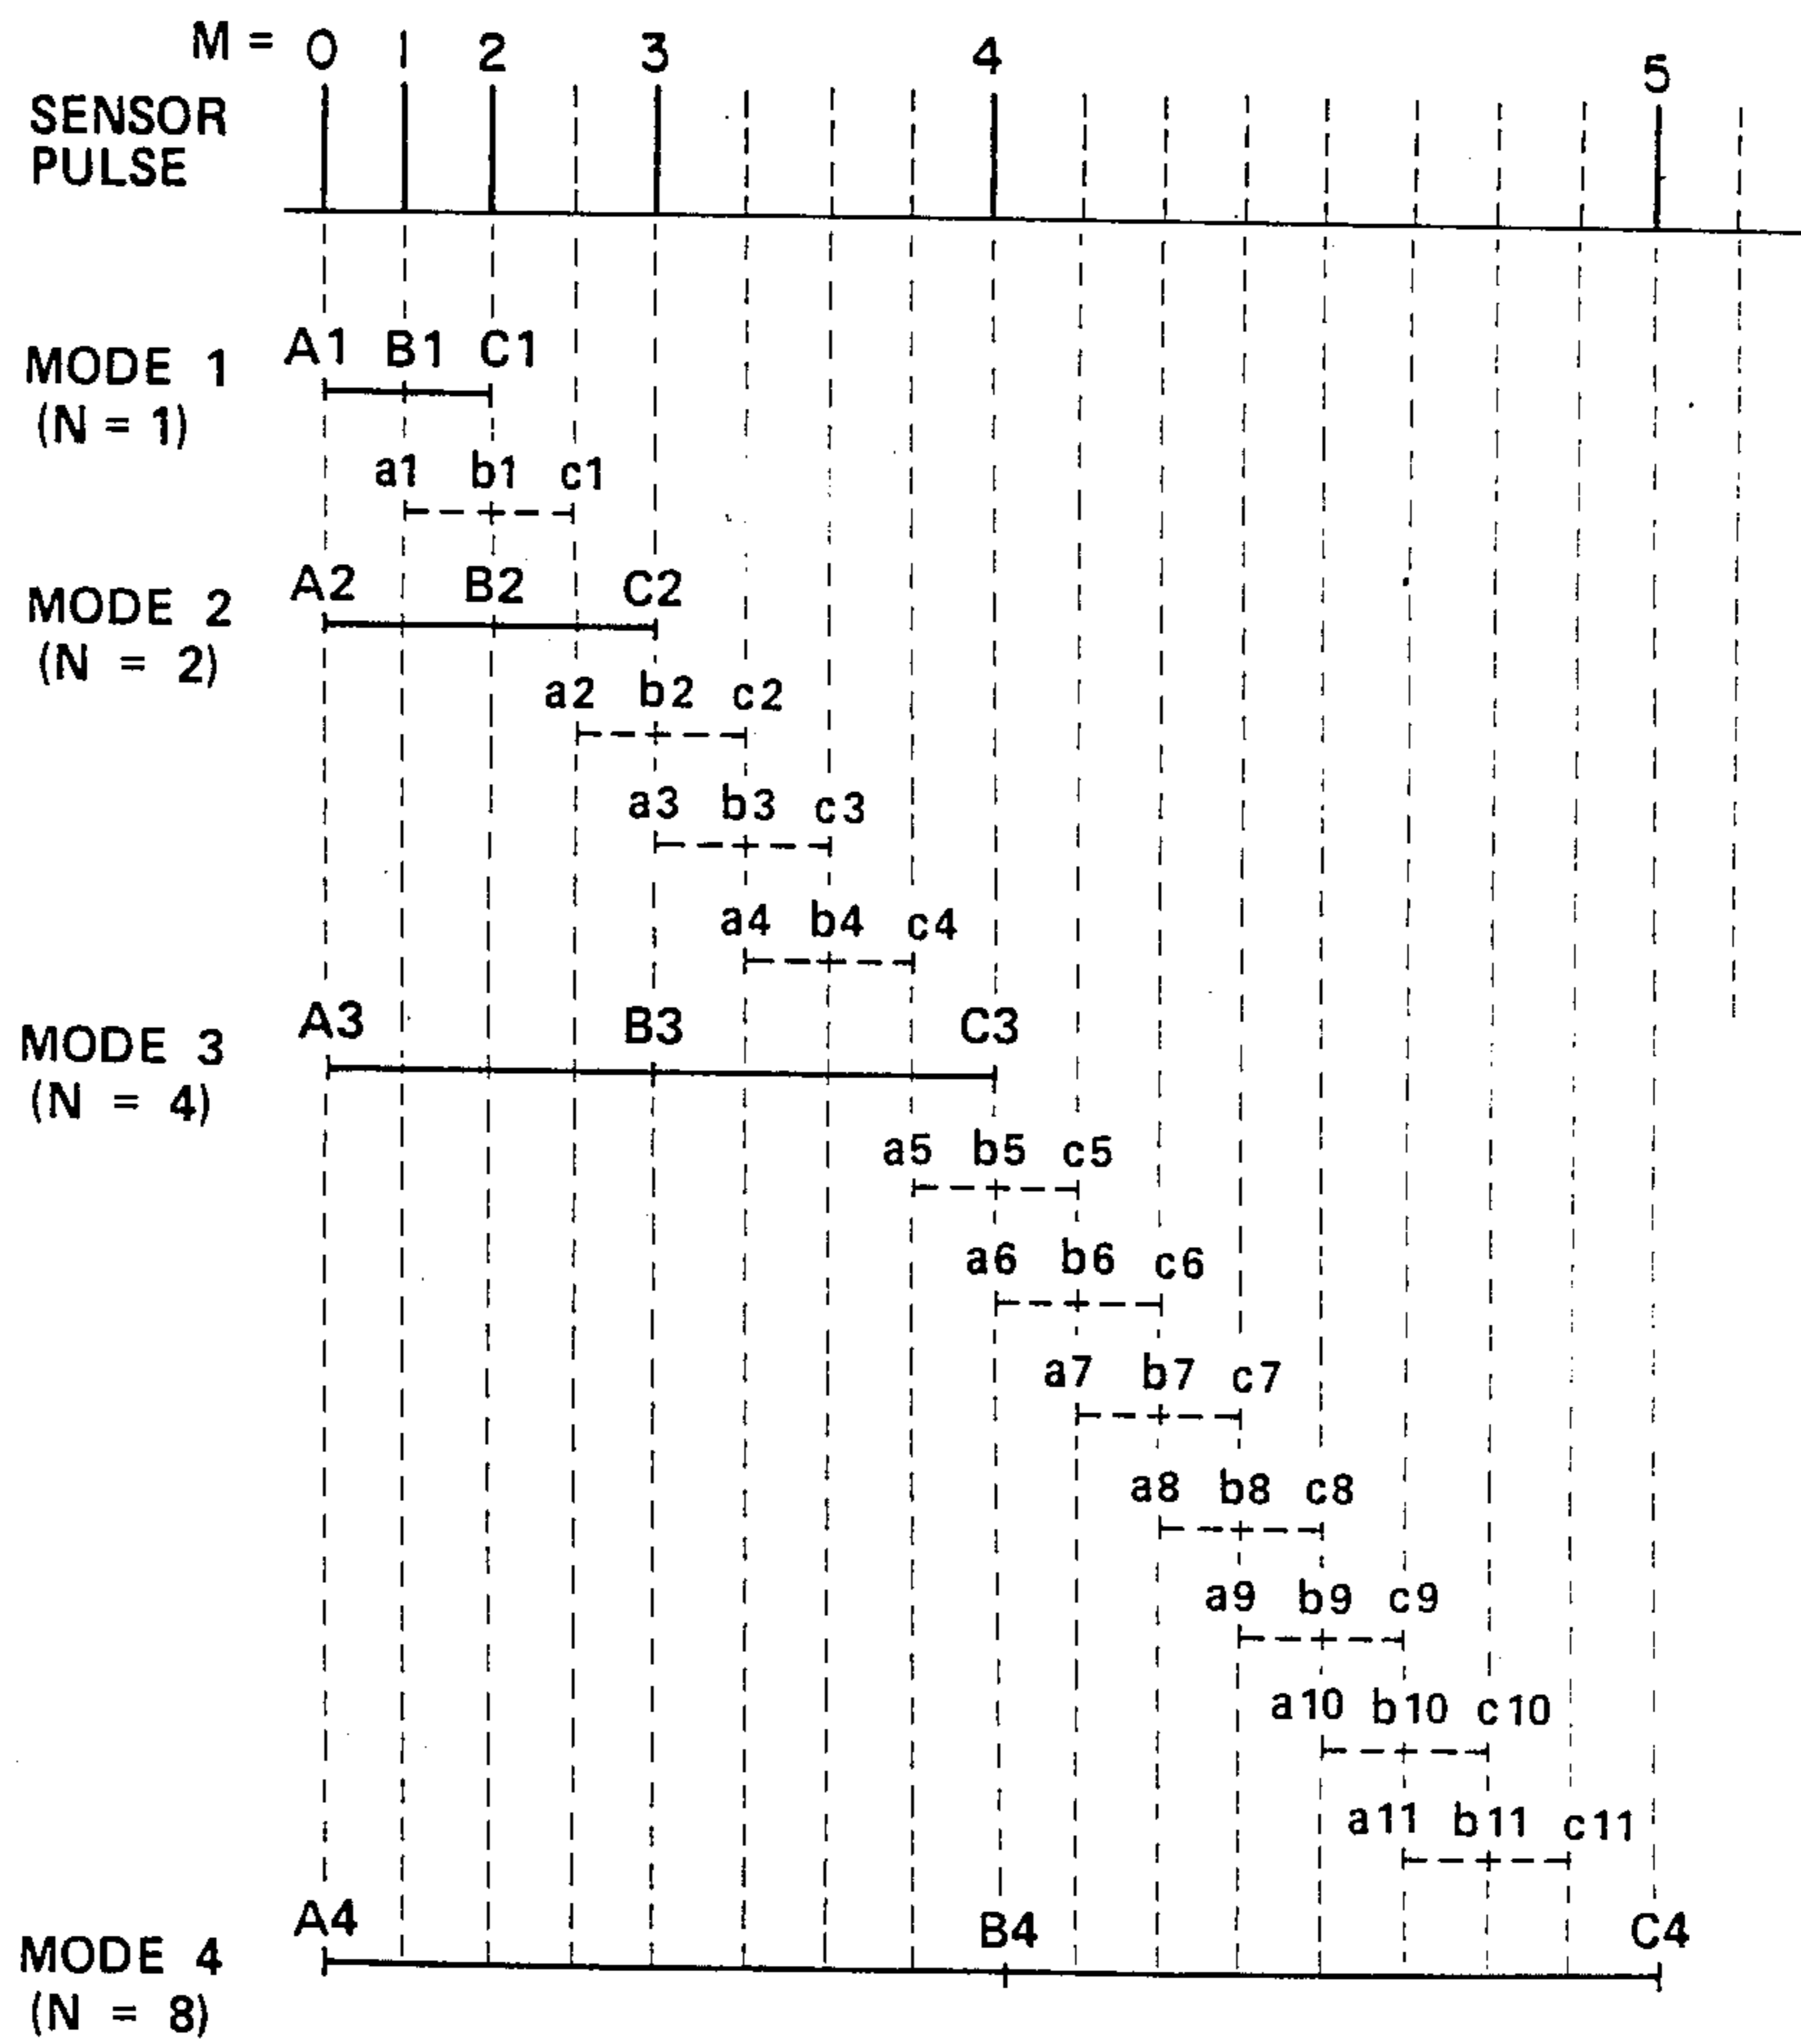 M = 0 1 2 3 4 5
SENSOR
PULSE
A1 B1 C1
MODE 1
(N = 1)
a1 b1 c1
A2 B2 C2
MODE 2
(N = 2)
a2 b2 c2
a3 b3 c3
a4 b4 c4
A3 B3 C3
MODE 3
(N = 4)
a5 b5 c5
a6 b6 c6
a7 b7 c7
a8 b8 c8
a9 b9 c9
a10 b10 c10
a11 b11 c11
A4 B4 C4
MODE 4
(N = 8)